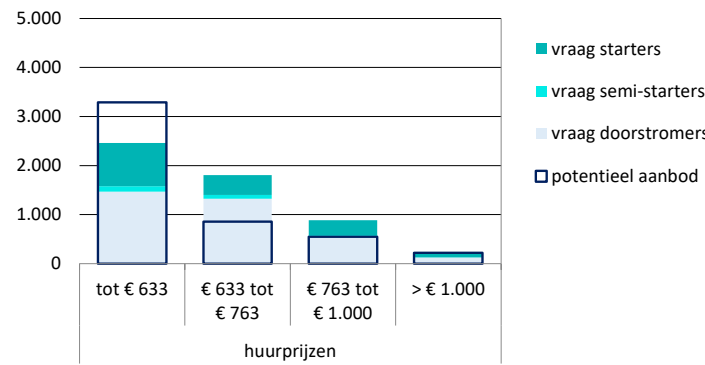 5.000
4.000
3.000
2.000
1.000
0
tot € 633
€ 633 tot
€ 763
€ 763 tot
€ 1.000
> € 1.000
huurprijzen
vraag starters
vraag semi-starters
vraag doorstromers
potentieel aanbod